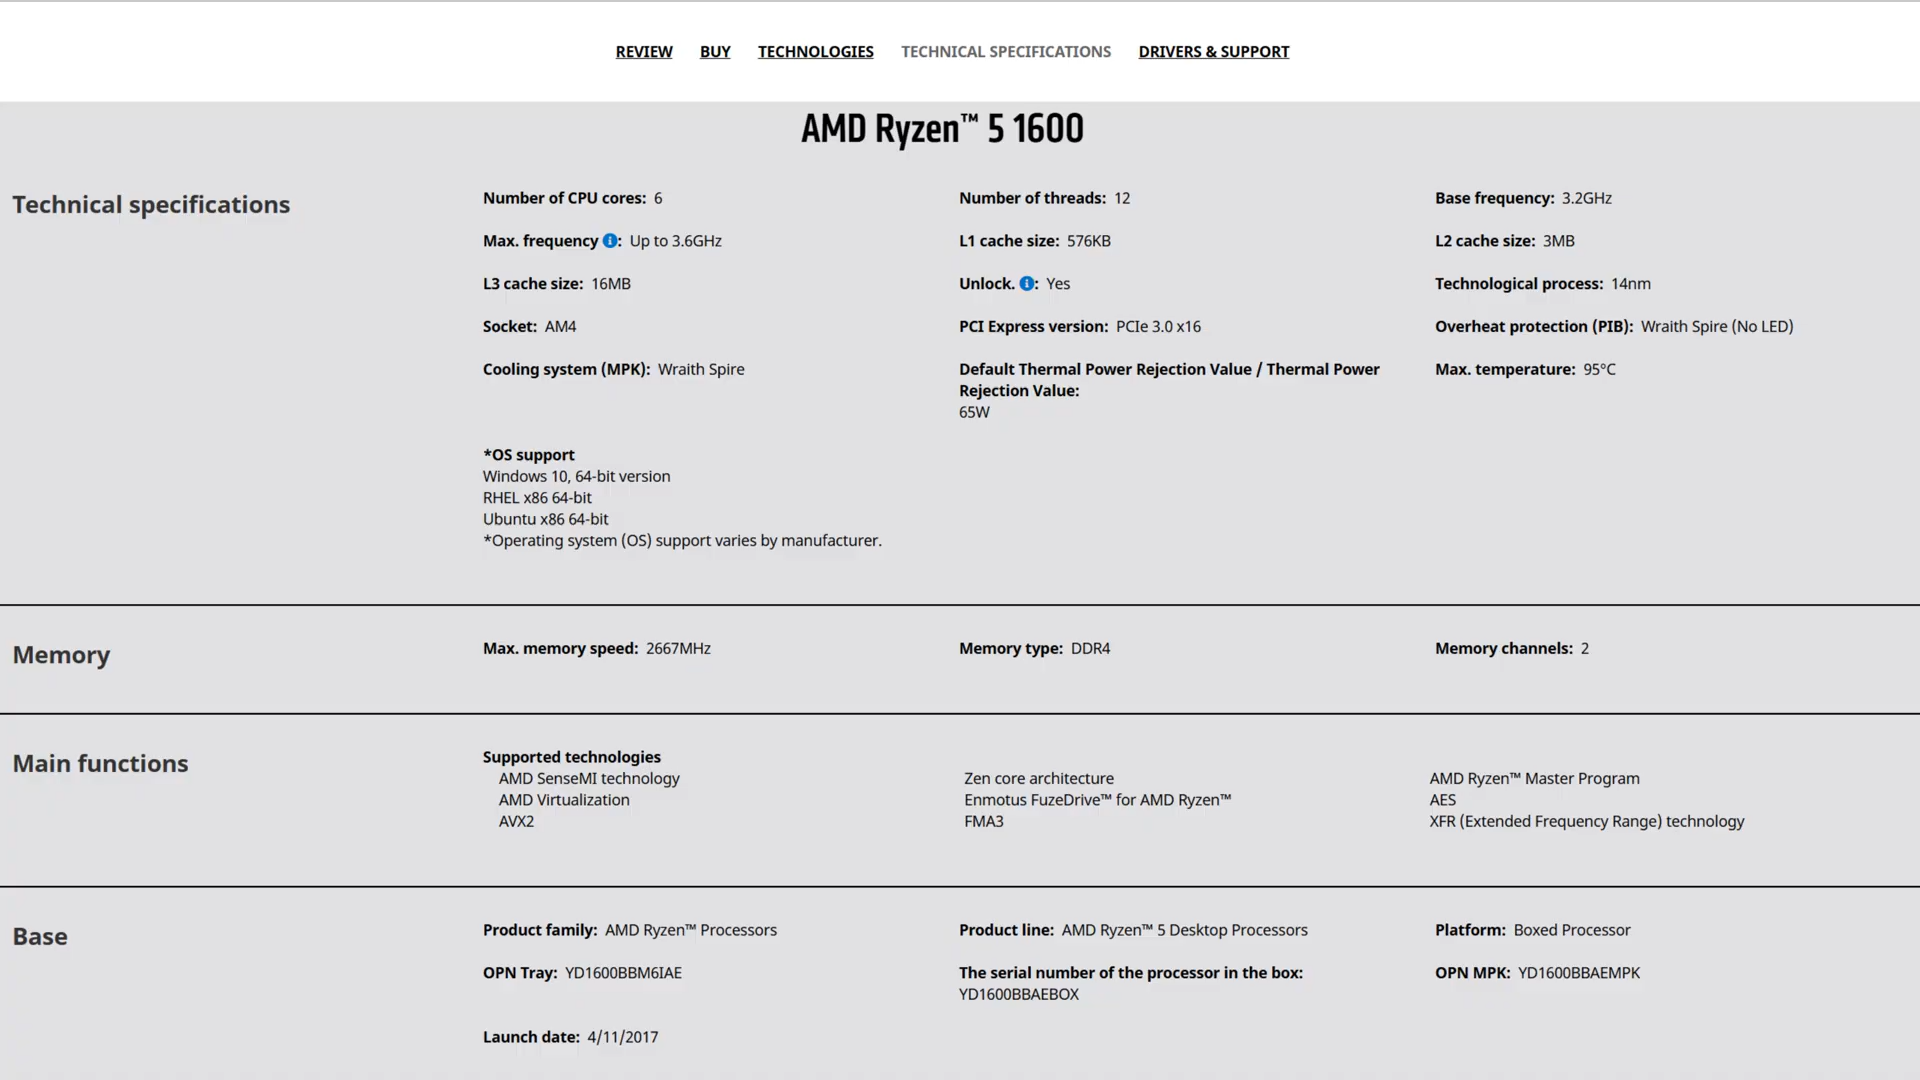 REVIEW BUY TECHNOLOGIES TECHNICAL SPECIFICATIONS DRIVERS & SUPPORT
AMD Ryzen™ 5 1600
Technical specifications
Number of CPU cores: 6
Number of threads: 12
Base frequency: 3.2GHz
Max. frequency i: Up to 3.6GHz
L1 cache size: 576KB
L2 cache size: 3MB
L3 cache size: 16MB
Unlock. i: Yes
Technological process: 14nm
Socket: AM4
PCI Express version: PCIe 3.0 x16
Overheat protection (PIB): Wraith Spire (No LED)
Cooling system (MPK): Wraith Spire
Default Thermal Power Rejection Value / Thermal Power
Rejection Value:
65W
Max. temperature: 95°C
*OS support
Windows 10, 64-bit version
RHEL x86 64-bit
Ubuntu x86 64-bit
*Operating system (OS) support varies by manufacturer.
Memory
Max. memory speed: 2667MHz
Memory type: DDR4
Memory channels: 2
Main functions
Supported technologies
AMD SenseMI technology
Zen core architecture
AMD Ryzen™ Master Program
AMD Virtualization
Enmotus FuzeDrive™ for AMD Ryzen™
AES
AVX2
FMA3
XFR (Extended Frequency Range) technology
Base
Product family: AMD Ryzen™ Processors
Product line: AMD Ryzen™ 5 Desktop Processors
Platform: Boxed Processor
OPN Tray: YD1600BBM6IAE
The serial number of the processor in the box:
YD1600BBAEBOX
OPN MPK: YD1600BBAEMPK
Launch date: 4/11/2017